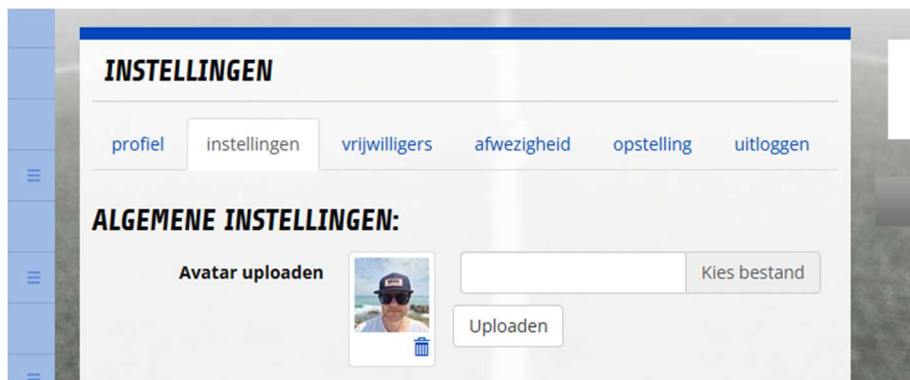 INSTELLINGEN
profiel instellingen vrijwilligers afwezigheid opstelling uitloggen
ALGEMENE INSTELLINGEN:
Avatar uploaden Kies bestand
Uploaden